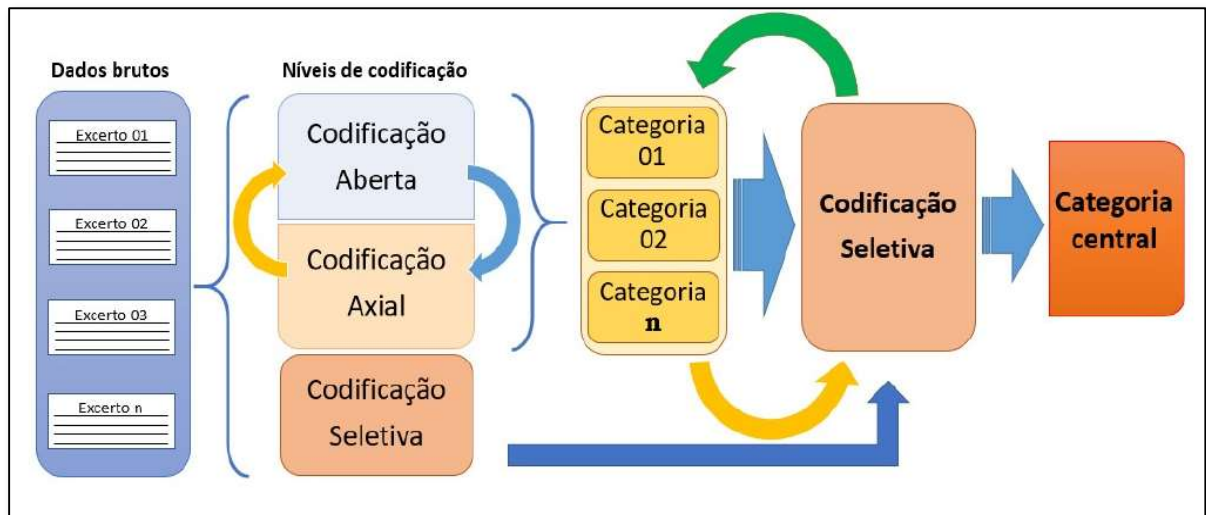 Dados brutos
Excerto 01
Excerto 02
Excerto 03
Excerto n
Níveis de codificação
Codificação
Aberta
Codificação
Axial
Codificação
Seletiva
Categoria
01
Categoria
02
Categoria
n
Codificação
Seletiva
Categoria
central